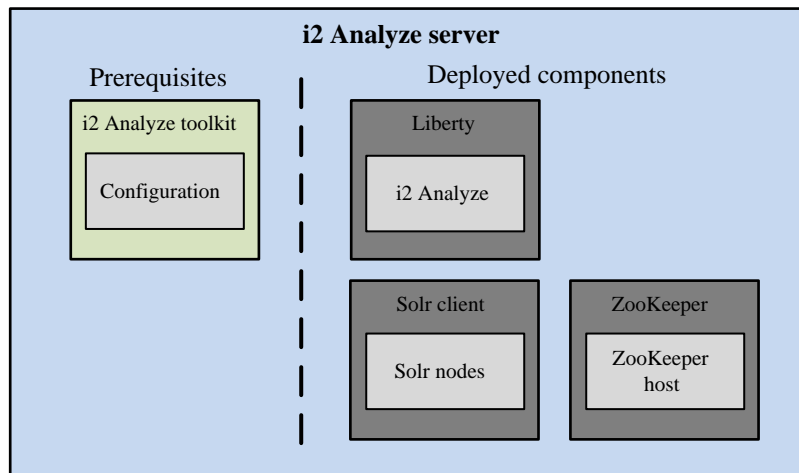 i2 Analyze server
Prerequisites
Deployed components
i2 Analyze toolkit
Configuration
Liberty
i2 Analyze
Solr client
Solr nodes
ZooKeeper
ZooKeeper
host